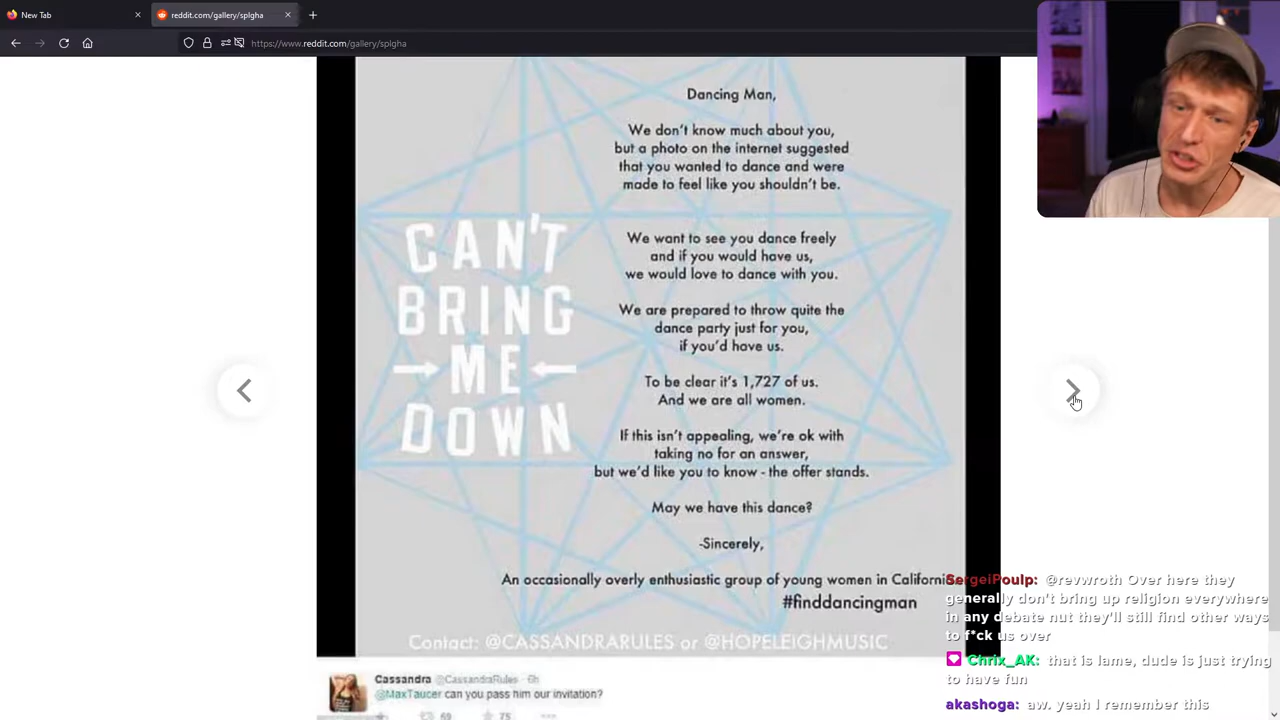 New Tab
reddit.com/gallery/splgha
https://www.reddit.com/gallery/splgha
Dancing Man,
We don't know much about you,
but a photo on the internet suggested
that you wanted to dance and were
made to feel like you shouldn't be.
We want to see you dance freely
and if you would have us,
we would love to dance with you.
We are prepared to throw quite the
dance party just for you,
if you'd have us.
To be clear it's 1,727 of us.
And we are all women.
If this isn't appealing, we're ok with
taking no for an answer,
but we'd like you to know - the offer stands.
May we have this dance?
-Sincerely,
An occasionally overly enthusiastic group of young women in California
#finddancingman
CAN'T
BRING
ME
DOWN
Contact: @CASSANDRARULES or @HOPELEIGHMUSIC
Cassandra @CassandraRules · 6h
@MaxTaucer can you pass him our invitation?
69 75
SergeiPoulp: @revwroth Over here they
generally don't bring up religion everywhere
in any debate nut they'll still find other ways
to f*ck us over
Chrix_AK: that is lame, dude is just trying
to have fun
akashoga: aw. yeah I remember this